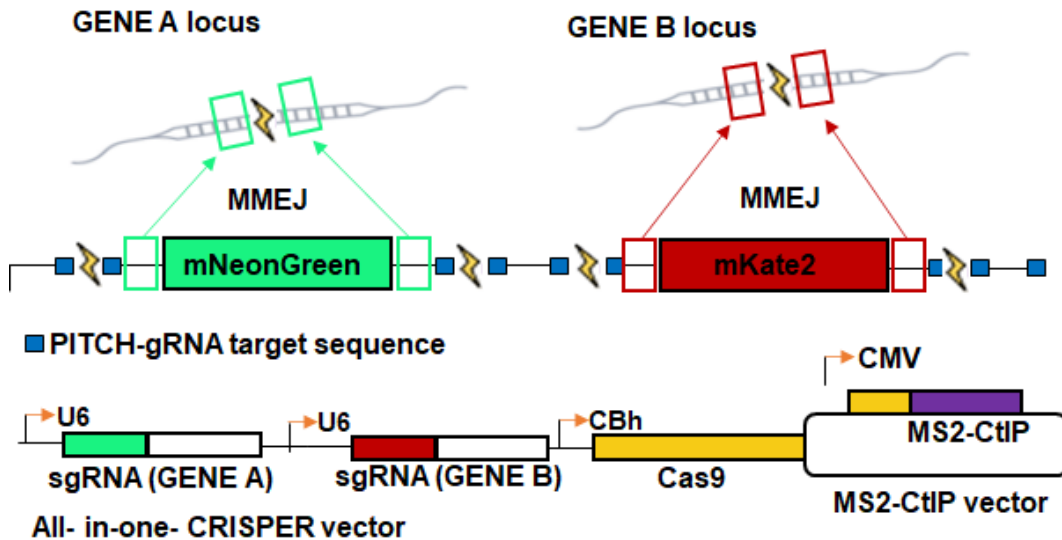 GENE A locus
GENE B locus
MMEJ
MMEJ
mNeonGreen
mKate2
PITCH-gRNA target sequence
CMV
U6
U6
CBh
MS2-CtIP
sgRNA (GENE A)
sgRNA (GENE B)
Cas9
MS2-CtIP vector
All- in-one- CRISPER vector